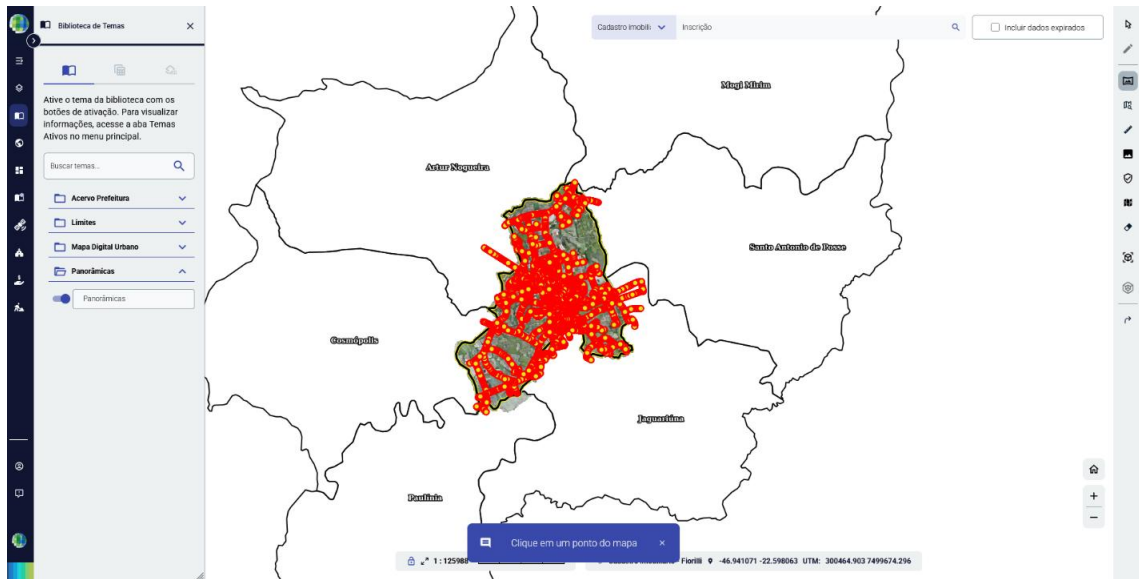 Biblioteca de Temas
Ative o tema da biblioteca com os
botões de ativação. Para visualizar
informações, acesse a aba Temas
Ativos no menu principal.
Buscar temas...
Acervo Prefeitura
Limites
Mapa Digital Urbano
Panorâmicas
Panorâmicas
Cadastro imobili
Inscrição
Incluir dados expirados
Mogi Mirim
Artur Nogueira
Santo Antonio de Posse
Cosmópolis
Jaguariúna
Paulínia
Clique em um ponto do mapa
1 : 125988
Fiorilli -46.941071 -22.598063 UTM: 300464.903 7499674.296